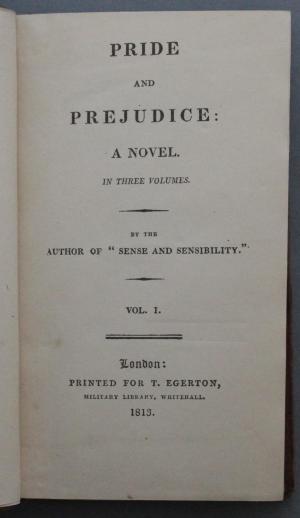 PRIDE
AND
PREJUDICE:
A NOVEL.
IN THREE VOLUMES.
BY THE
AUTHOR OF "SENSE AND SENSIBILITY."
VOL. I.
London:
PRINTED FOR T. EGERTON,
MILITARY LIBRARY, WHITEHALL.
1813.